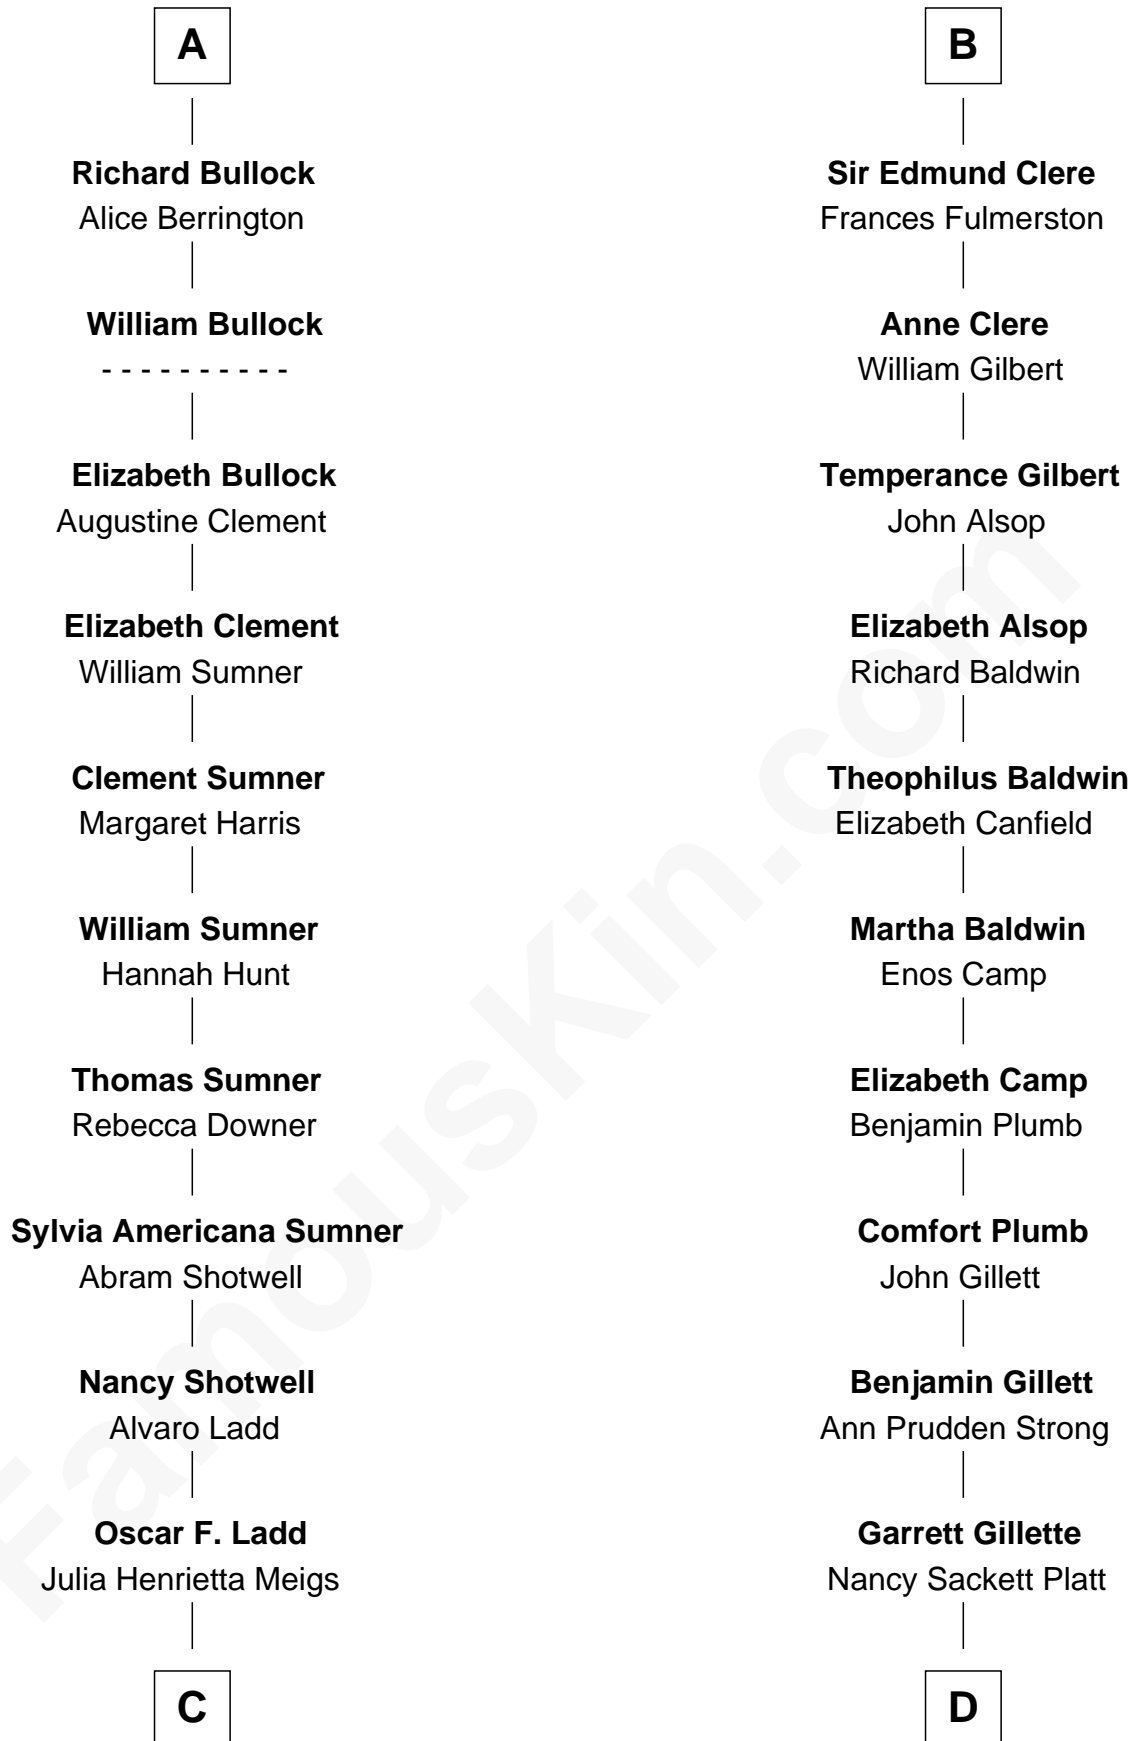 A
Richard Bullock
Alice Berrington
William Bullock
- - - - - - - - - -
Elizabeth Bullock
Augustine Clement
Elizabeth Clement
William Sumner
Clement Sumner
Margaret Harris
William Sumner
Hannah Hunt
Thomas Sumner
Rebecca Downer
Sylvia Americana Sumner
Abram Shotwell
Nancy Shotwell
Alvaro Ladd
Oscar F. Ladd
Julia Henrietta Meigs
C
B
Sir Edmund Clere
Frances Fulmerston
Anne Clere
William Gilbert
Temperance Gilbert
John Alsop
Elizabeth Alsop
Richard Baldwin
Theophilus Baldwin
Elizabeth Canfield
Martha Baldwin
Enos Camp
Elizabeth Camp
Benjamin Plumb
Comfort Plumb
John Gillett
Benjamin Gillett
Ann Prudden Strong
Garrett Gillette
Nancy Sackett Platt
D
FamousKin.com